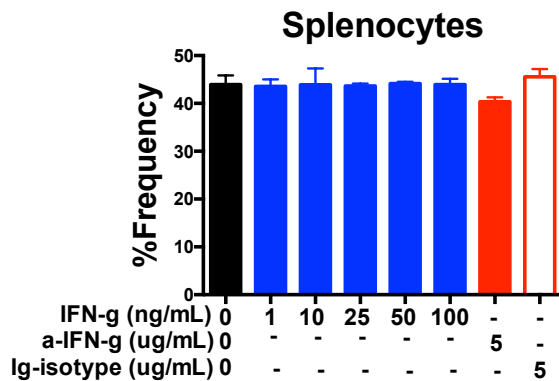 Splenocytes
%Frequency
50
40
30
20
10
0
IFN-g (ng/mL) 0 1 10 25 50 100 - -
a-IFN-g (ug/mL) 0 - - - - - 5 -
Ig-isotype (ug/mL) 0 - - - - - - 5